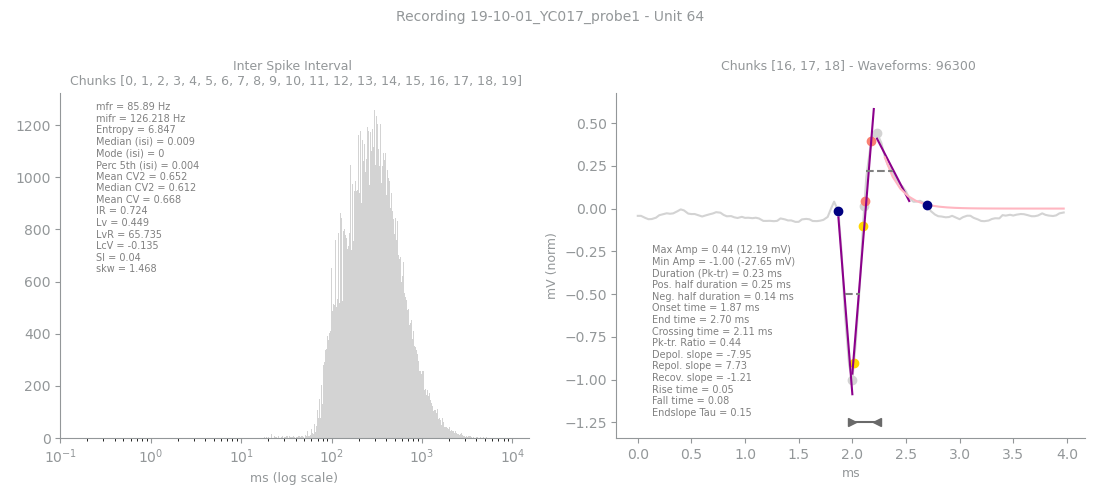 Recording 19-10-01_YC017_probe1 - Unit 64
Inter Spike Interval
Chunks [0, 1, 2, 3, 4, 5, 6, 7, 8, 9, 10, 11, 12, 13, 14, 15, 16, 17, 18, 19]
1200
1000
800
600
400
200
0
mfr = 85.89 Hz
mifr = 126.218 Hz
Entropy = 6.847
Median (isi) = 0.009
Mode (isi) = 0
Perc 5th (isi) = 0.004
Mean CV2 = 0.652
Median CV2 = 0.612
Mean CV = 0.668
IR = 0.724
Lv = 0.449
LvR = 65.735
LcV = -0.135
SI = 0.04
skw = 1.468
10⁻¹ 10⁰ 10¹ 10² 10³ 10⁴
ms (log scale)
Chunks [16, 17, 18] - Waveforms: 96300
mV (norm)
0.50
0.25
0.00
−0.25
−0.50
−0.75
−1.00
−1.25
Max Amp = 0.44 (12.19 mV)
Min Amp = -1.00 (-27.65 mV)
Duration (Pk-tr) = 0.23 ms
Pos. half duration = 0.25 ms
Neg. half duration = 0.14 ms
Onset time = 1.87 ms
End time = 2.70 ms
Crossing time = 2.11 ms
Pk-tr. Ratio = 0.44
Depol. slope = -7.95
Repol. slope = 7.73
Recov. slope = -1.21
Rise time = 0.05
Fall time = 0.08
Endslope Tau = 0.15
0.0 0.5 1.0 1.5 2.0 2.5 3.0 3.5 4.0
ms